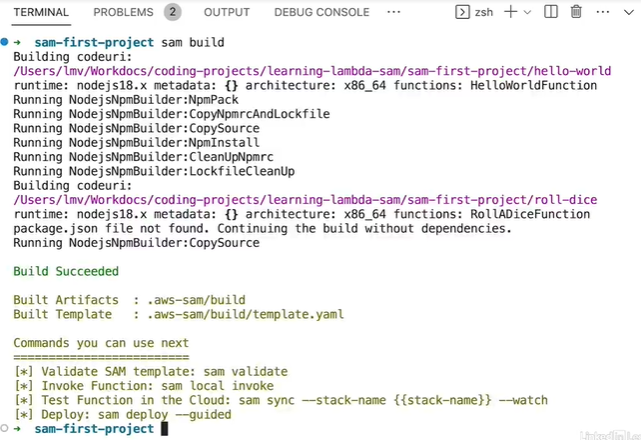 TERMINAL PROBLEMS 2 OUTPUT DEBUG CONSOLE ··· zsh
→ sam-first-project sam build
Building codeuri:
/Users/lmv/Workdocs/coding-projects/learning-lambda-sam/sam-first-project/hello-world
runtime: nodejs18.x metadata: {} architecture: x86_64 functions: HelloWorldFunction
Running NodejsNpmBuilder:NpmPack
Running NodejsNpmBuilder:CopyNpmrcAndLockfile
Running NodejsNpmBuilder:CopySource
Running NodejsNpmBuilder:NpmInstall
Running NodejsNpmBuilder:CleanUpNpmrc
Running NodejsNpmBuilder:LockfileCleanUp
Building codeuri:
/Users/lmv/Workdocs/coding-projects/learning-lambda-sam/sam-first-project/roll-dice
runtime: nodejs18.x metadata: {} architecture: x86_64 functions: RollADiceFunction
package.json file not found. Continuing the build without dependencies.
Running NodejsNpmBuilder:CopySource
Build Succeeded
Built Artifacts : .aws-sam/build
Built Template : .aws-sam/build/template.yaml
Commands you can use next
=========================
[*] Validate SAM template: sam validate
[*] Invoke Function: sam local invoke
[*] Test Function in the Cloud: sam sync --stack-name {{stack-name}} --watch
[*] Deploy: sam deploy --guided
→ sam-first-project